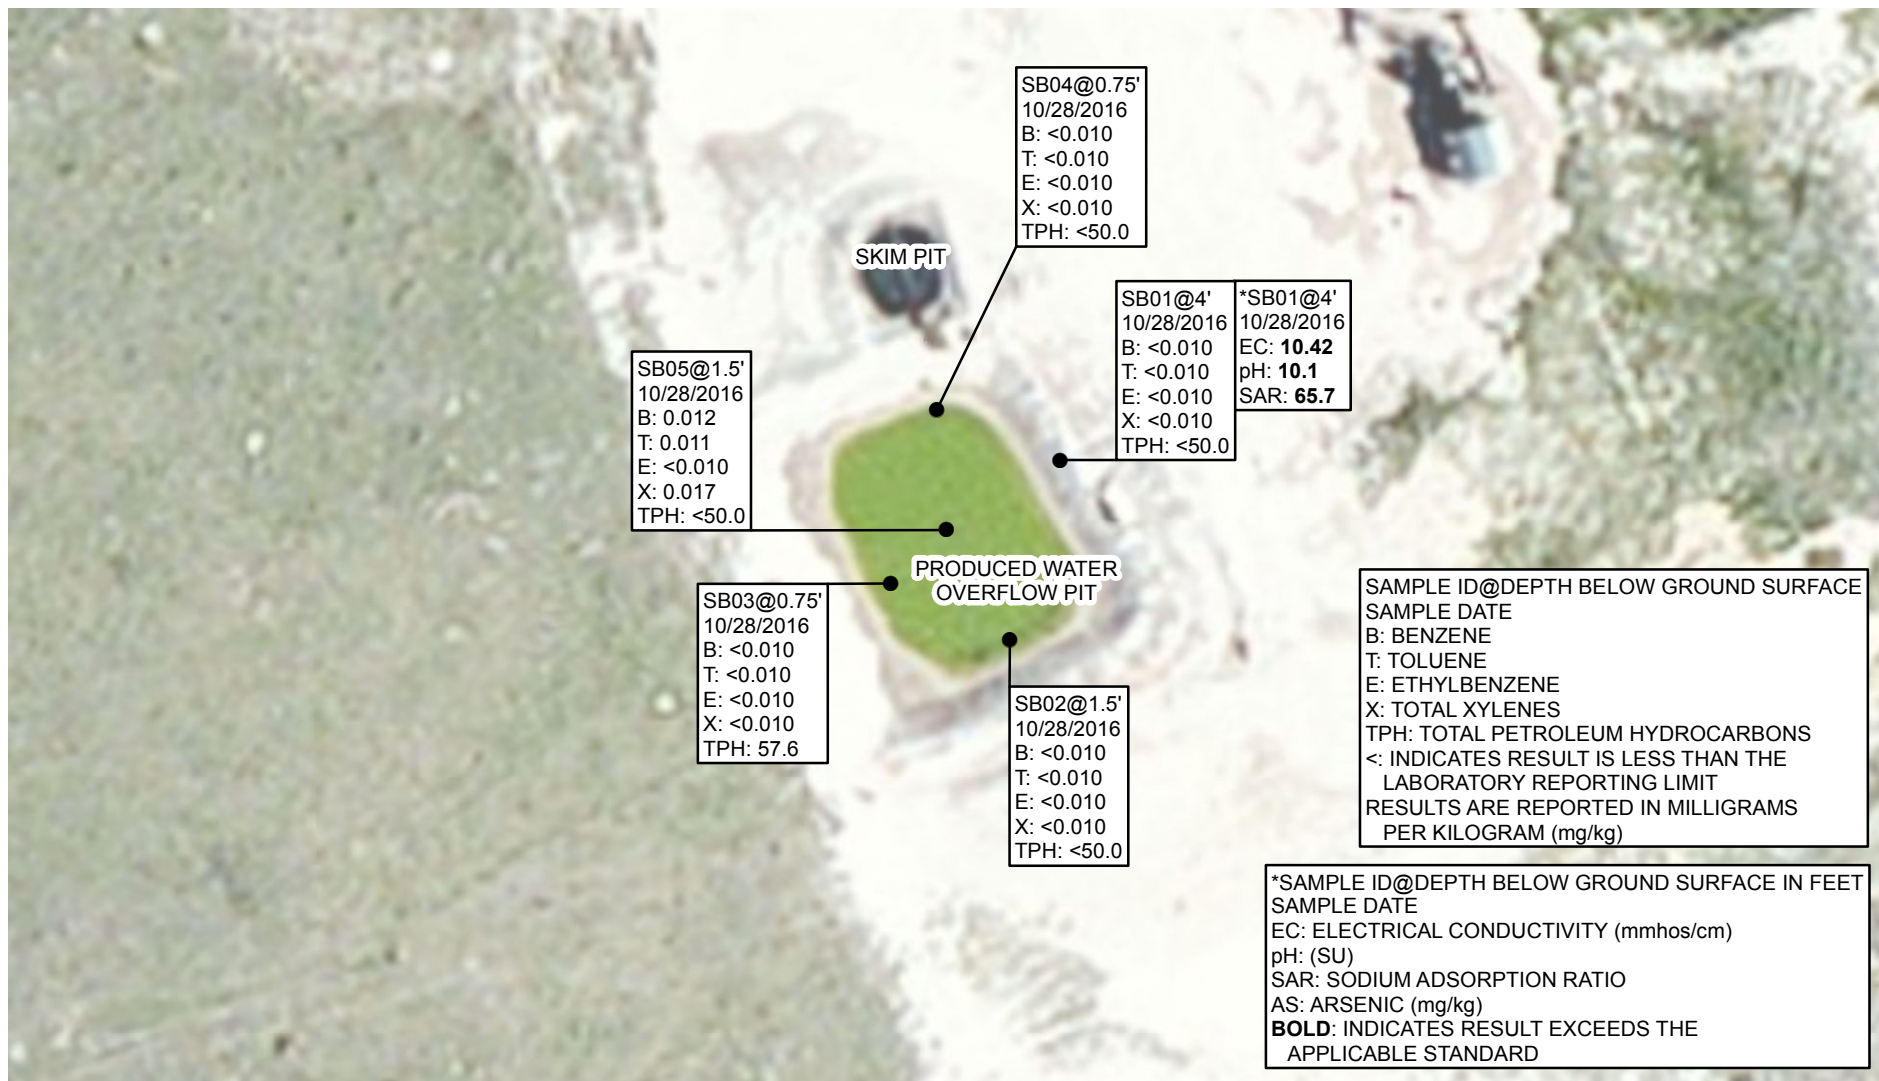 SB04@0.75'
10/28/2016
B: <0.010
T: <0.010
E: <0.010
X: <0.010
TPH: <50.0
SKIM PIT
SB01@4'
10/28/2016
B: <0.010
T: <0.010
E: <0.010
X: <0.010
TPH: <50.0
*SB01@4'
10/28/2016
EC: 10.42
pH: 10.1
SAR: 65.7
SB05@1.5'
10/28/2016
B: 0.012
T: 0.011
E: <0.010
X: 0.017
TPH: <50.0
PRODUCED WATER
OVERFLOW PIT
SB03@0.75'
10/28/2016
B: <0.010
T: <0.010
E: <0.010
X: <0.010
TPH: 57.6
SB02@1.5'
10/28/2016
B: <0.010
T: <0.010
E: <0.010
X: <0.010
TPH: <50.0
SAMPLE ID@DEPTH BELOW GROUND SURFACE
SAMPLE DATE
B: BENZENE
T: TOLUENE
E: ETHYLBENZENE
X: TOTAL XYLENES
TPH: TOTAL PETROLEUM HYDROCARBONS
<: INDICATES RESULT IS LESS THAN THE
LABORATORY REPORTING LIMIT
RESULTS ARE REPORTED IN MILLIGRAMS
PER KILOGRAM (mg/kg)
*SAMPLE ID@DEPTH BELOW GROUND SURFACE IN FEET
SAMPLE DATE
EC: ELECTRICAL CONDUCTIVITY (mmhos/cm)
pH: (SU)
SAR: SODIUM ADSORPTION RATIO
AS: ARSENIC (mg/kg)
BOLD: INDICATES RESULT EXCEEDS THE
APPLICABLE STANDARD